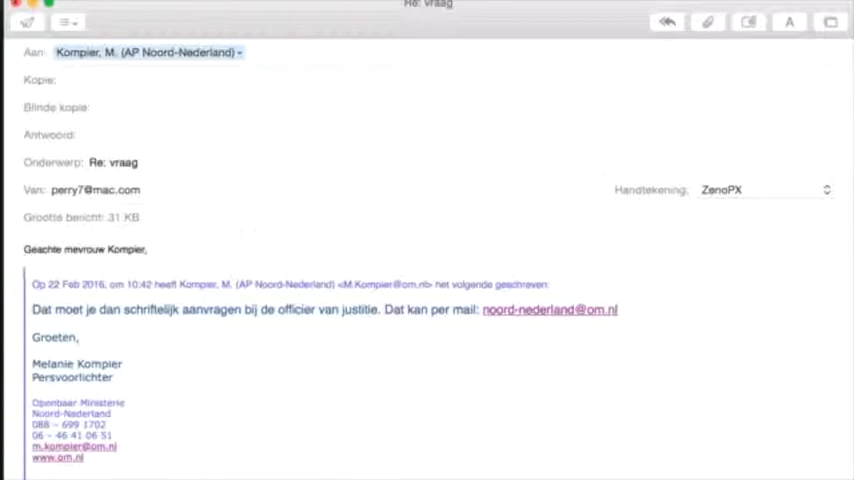 Re: vraag
Aan: Kompier, M. (AP Noord-Nederland)
Kopie:
Blinde kopie:
Antwoord:
Onderwerp: Re: vraag
Van: perry7@mac.com Handtekening: ZenoPX
Grootte bericht: 31 KB
Geachte mevrouw Kompier,
Op 22 Feb 2016, om 10:42 heeft Kompier, M. (AP Noord-Nederland) <M.Kompier@om.nl> het volgende geschreven:
Dat moet je dan schriftelijk aanvragen bij de officier van justitie. Dat kan per mail: noord-nederland@om.nl
Groeten,
Melanie Kompier
Persvoorlichter
Openbaar Ministerie
Noord-Nederland
088 - 699 1702
06 - 46 41 06 51
m.kompier@om.nl
www.om.nl